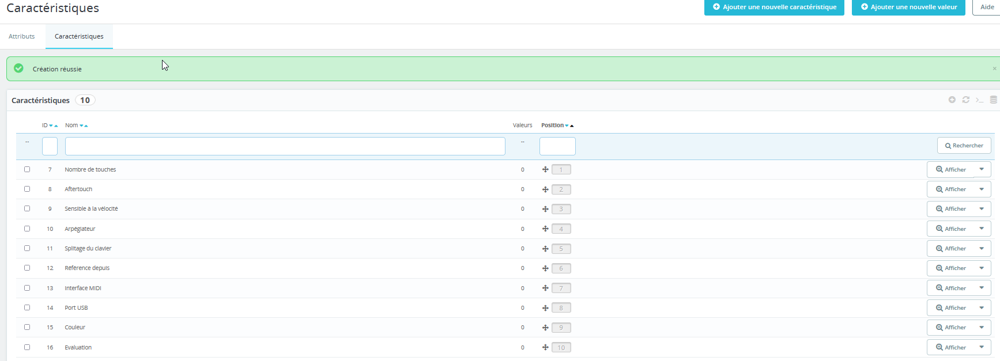 Caractéristiques
Ajouter une nouvelle caractéristique
Ajouter une nouvelle valeur
Aide
Attributs
Caractéristiques
Création réussie
×
Caractéristiques 10
ID Nom Valeurs Position
-- --
Rechercher
7 Nombre de touches 0 1 Afficher
8 Aftertouch 0 2 Afficher
9 Sensible à la vélocité 0 3 Afficher
10 Arpégiateur 0 4 Afficher
11 Splitage du clavier 0 5 Afficher
12 Référence depuis 0 6 Afficher
13 Interface MIDI 0 7 Afficher
14 Port USB 0 8 Afficher
15 Couleur 0 9 Afficher
16 Evaluation 0 10 Afficher